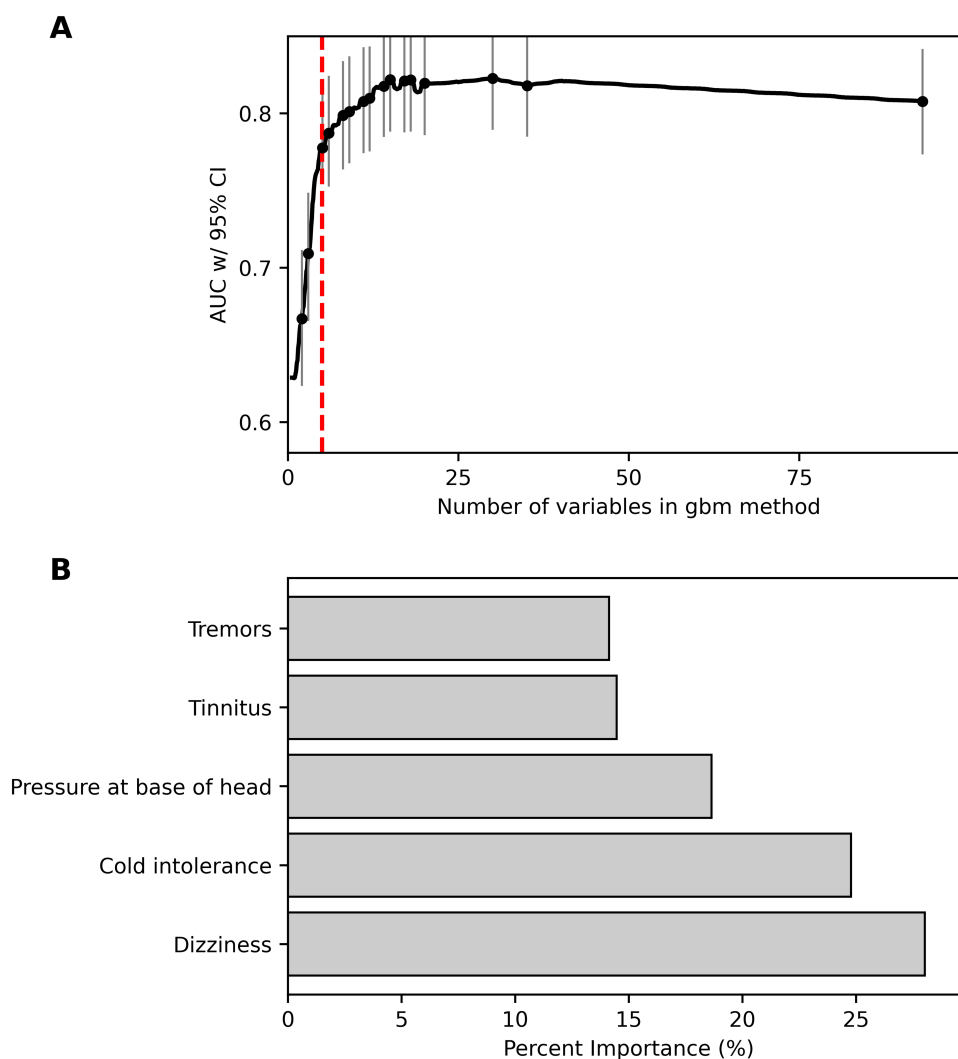 A
0.8
0.7
0.6
AUC w/ 95% CI
0 25 50 75
Number of variables in gbm method
B
Tremors
Tinnitus
Pressure at base of head
Cold intolerance
Dizziness
0 5 10 15 20 25
Percent Importance (%)